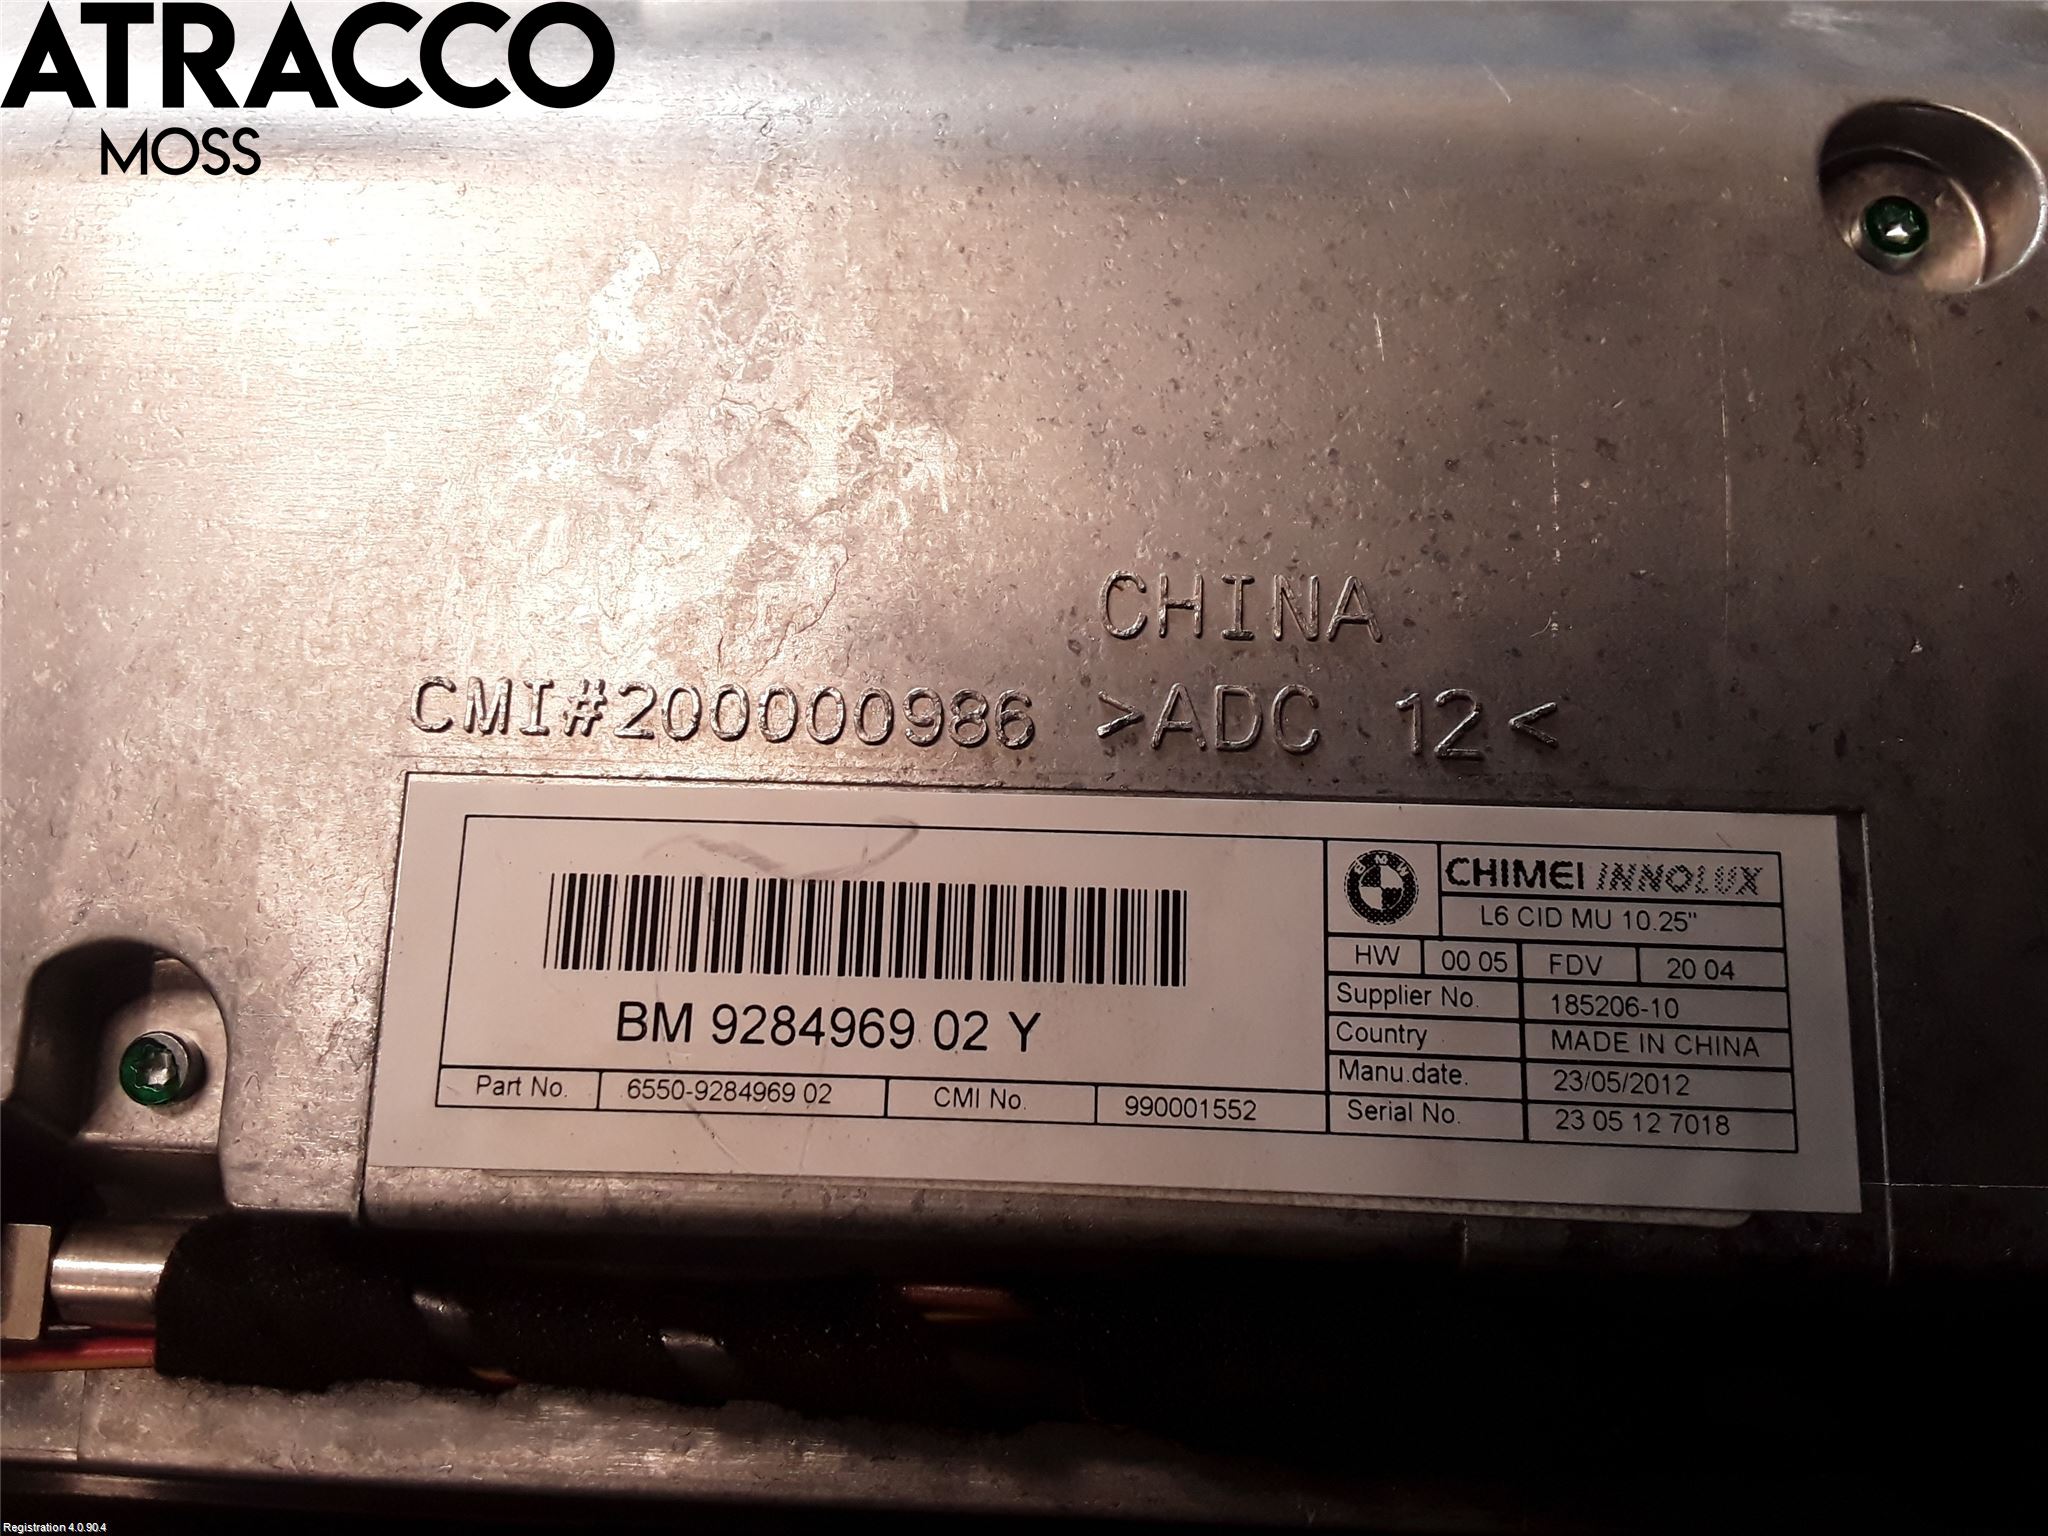 ATRACCO
MOSS
CHINA
CMI#200000986 >ADC 12<
BMW
CHIMEI INNOLUX
L6 CID MU 10.25"
HW 00 05 FDV 20 04
Supplier No. 185206-10
Country MADE IN CHINA
Manu.date. 23/05/2012
Serial No. 23 05 12 7018
BM 9284969 02 Y
Part No. 6550-9284969 02 CMI No. 990001552
Registration 4.0.90.4